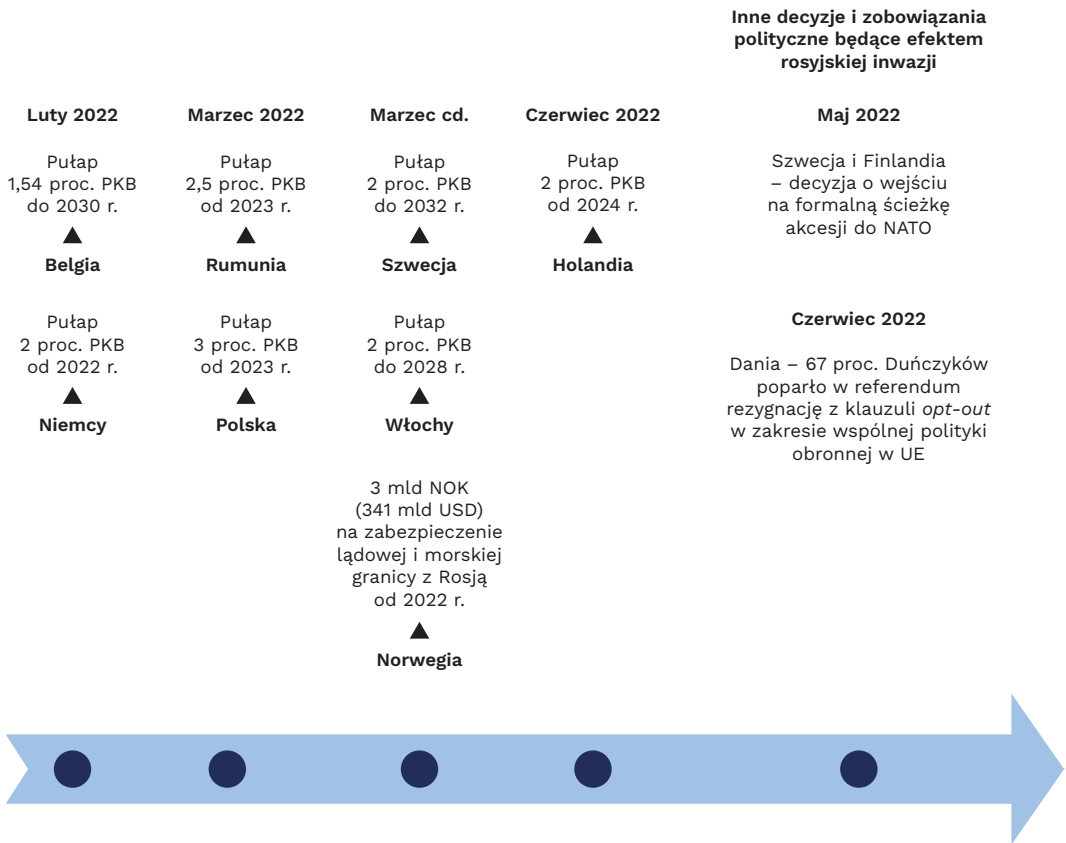 Inne decyzje i zobowiązania
polityczne będące efektem
rosyjskiej inwazji
Luty 2022
Pułap
1,54 proc. PKB
do 2030 r.
Belgia
Pułap
2 proc. PKB
od 2022 r.
Niemcy
Marzec 2022
Pułap
2,5 proc. PKB
od 2023 r.
Rumunia
Pułap
3 proc. PKB
od 2023 r.
Polska
Marzec cd.
Pułap
2 proc. PKB
do 2032 r.
Szwecja
Pułap
2 proc. PKB
do 2028 r.
Włochy
3 mld NOK
(341 mld USD)
na zabezpieczenie
lądowej i morskiej
granicy z Rosją
od 2022 r.
Norwegia
Czerwiec 2022
Pułap
2 proc. PKB
od 2024 r.
Holandia
Maj 2022
Szwecja i Finlandia
– decyzja o wejściu
na formalną ścieżkę
akcesji do NATO
Czerwiec 2022
Dania – 67 proc. Duńczyków
poparło w referendum
rezygnację z klauzuli opt-out
w zakresie wspólnej polityki
obronnej w UE